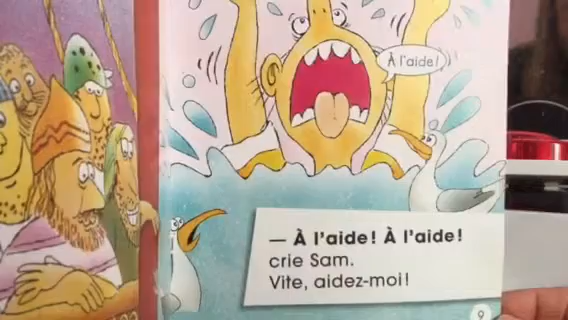 À l'aide!
— À l'aide! À l'aide!
crie Sam.
Vite, aidez-moi!
9